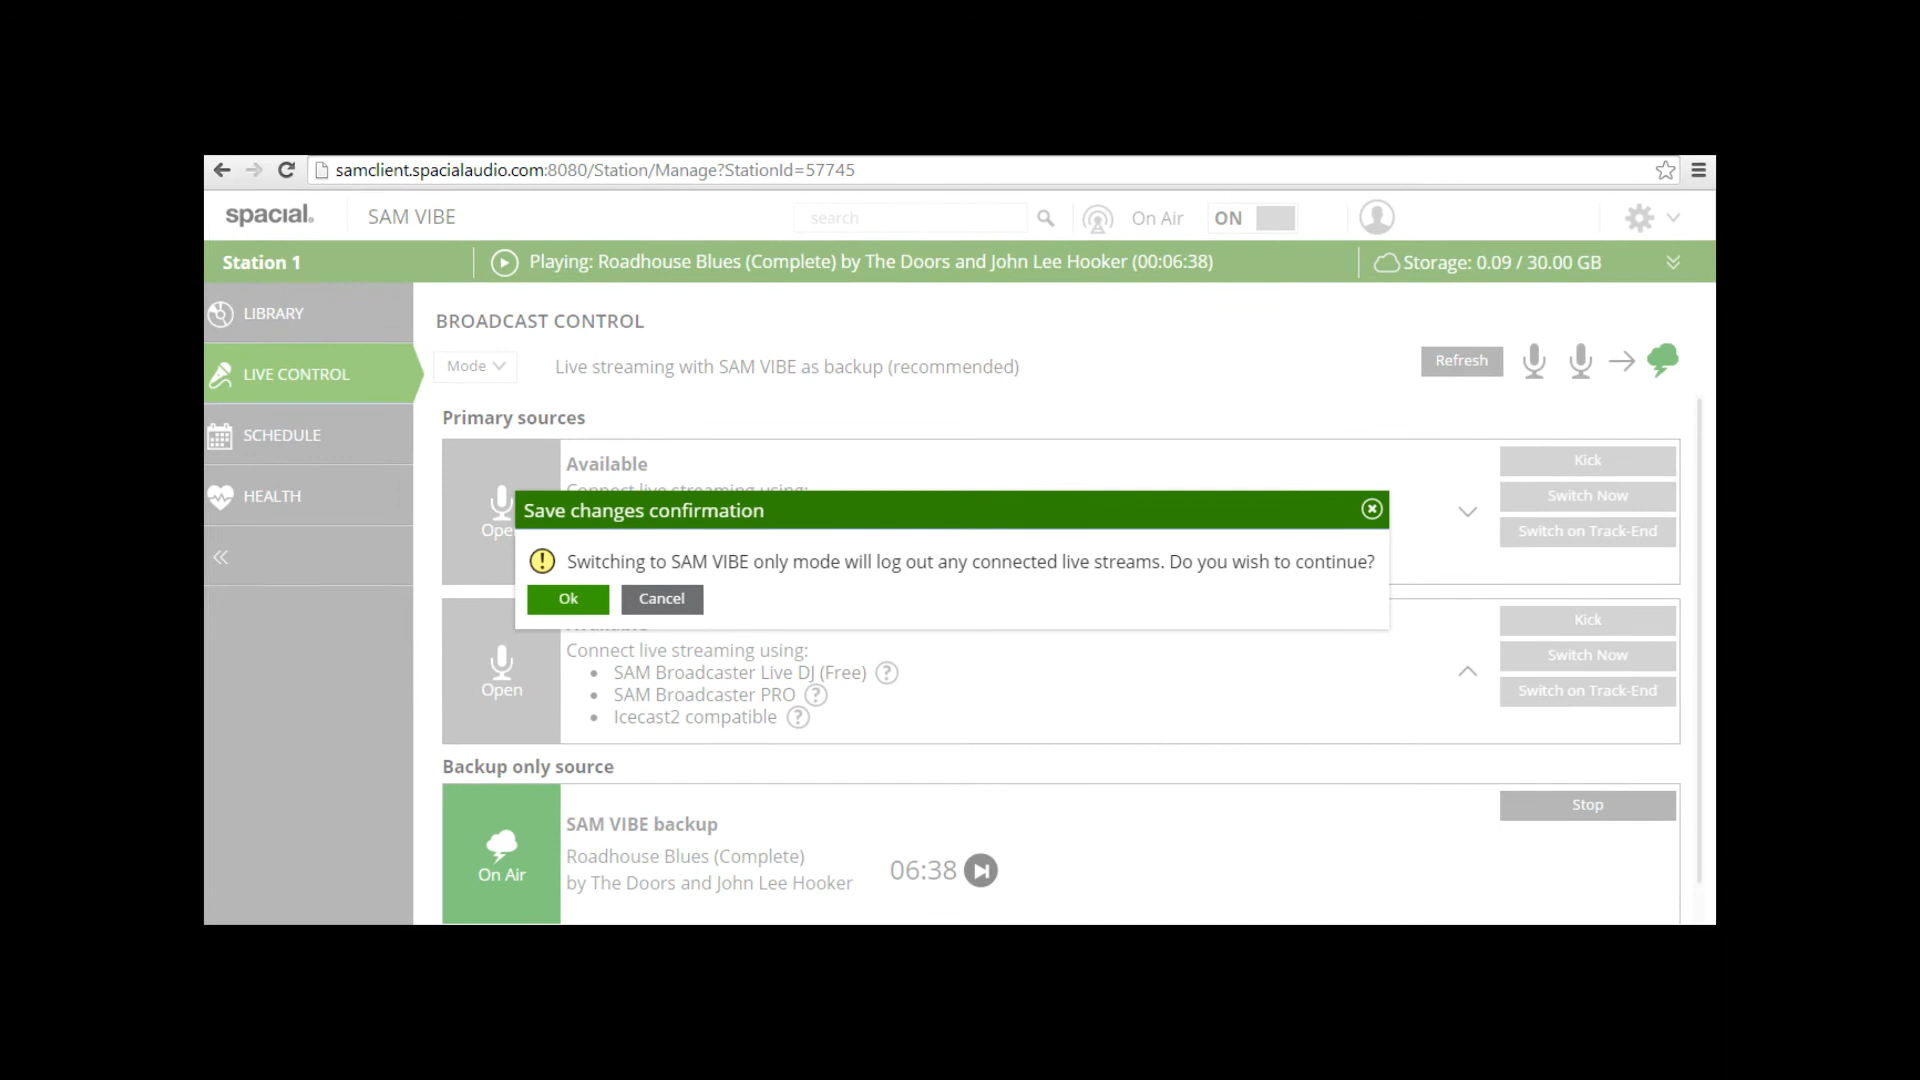 samclient.spacialaudio.com:8080/Station/Manage?StationId=57745
spacial. SAM VIBE search On Air ON
Station 1 Playing: Roadhouse Blues (Complete) by The Doors and John Lee Hooker (00:06:38) Storage: 0.09 / 30.00 GB
LIBRARY
LIVE CONTROL
SCHEDULE
HEALTH
BROADCAST CONTROL
Mode Live streaming with SAM VIBE as backup (recommended) Refresh
Primary sources
Available
Connect live streaming using:
Open
Kick
Switch Now
Switch on Track-End
Save changes confirmation
Switching to SAM VIBE only mode will log out any connected live streams. Do you wish to continue?
Ok Cancel
Connect live streaming using:
• SAM Broadcaster Live DJ (Free) ?
• SAM Broadcaster PRO ?
• Icecast2 compatible ?
Open
Kick
Switch Now
Switch on Track-End
Backup only source
On Air
SAM VIBE backup
Roadhouse Blues (Complete)
by The Doors and John Lee Hooker
06:38
Stop